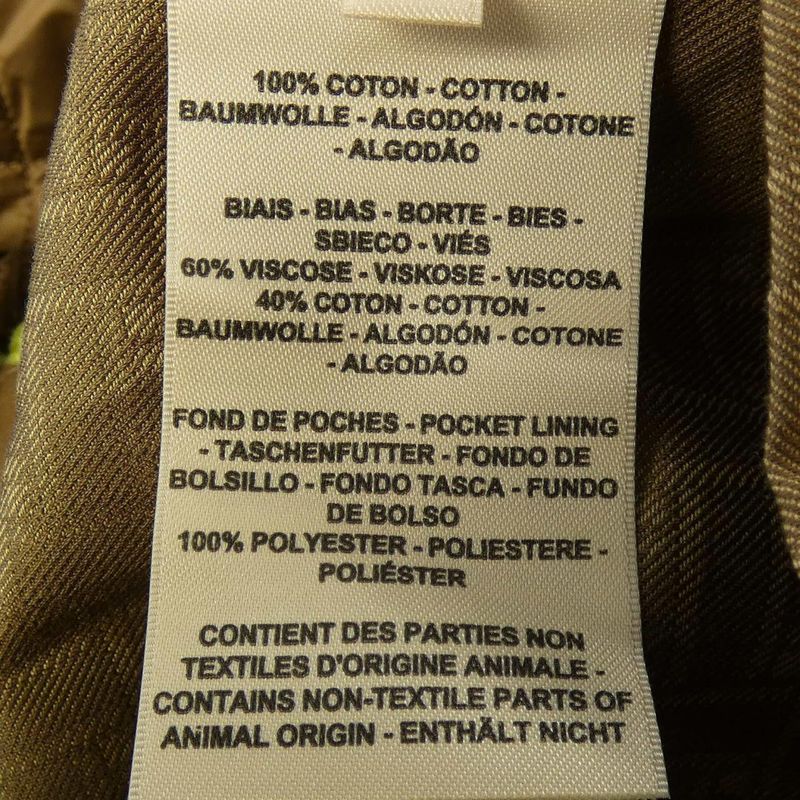 100% COTON - COTTON -
BAUMWOLLE - ALGODÓN - COTONE
- ALGODÃO
BIAIS - BIAS - BORTE - BIES -
SBIECO - VIÉS
60% VISCOSE - VISKOSE - VISCOSA
40% COTON - COTTON -
BAUMWOLLE - ALGODÓN - COTONE
- ALGODÃO
FOND DE POCHES - POCKET LINING
- TASCHENFUTTER - FONDO DE
BOLSILLO - FONDO TASCA - FUNDO
DE BOLSO
100% POLYESTER - POLIESTERE -
POLIÉSTER
CONTIENT DES PARTIES NON
TEXTILES D'ORIGINE ANIMALE -
CONTAINS NON-TEXTILE PARTS OF
ANIMAL ORIGIN - ENTHÄLT NICHT